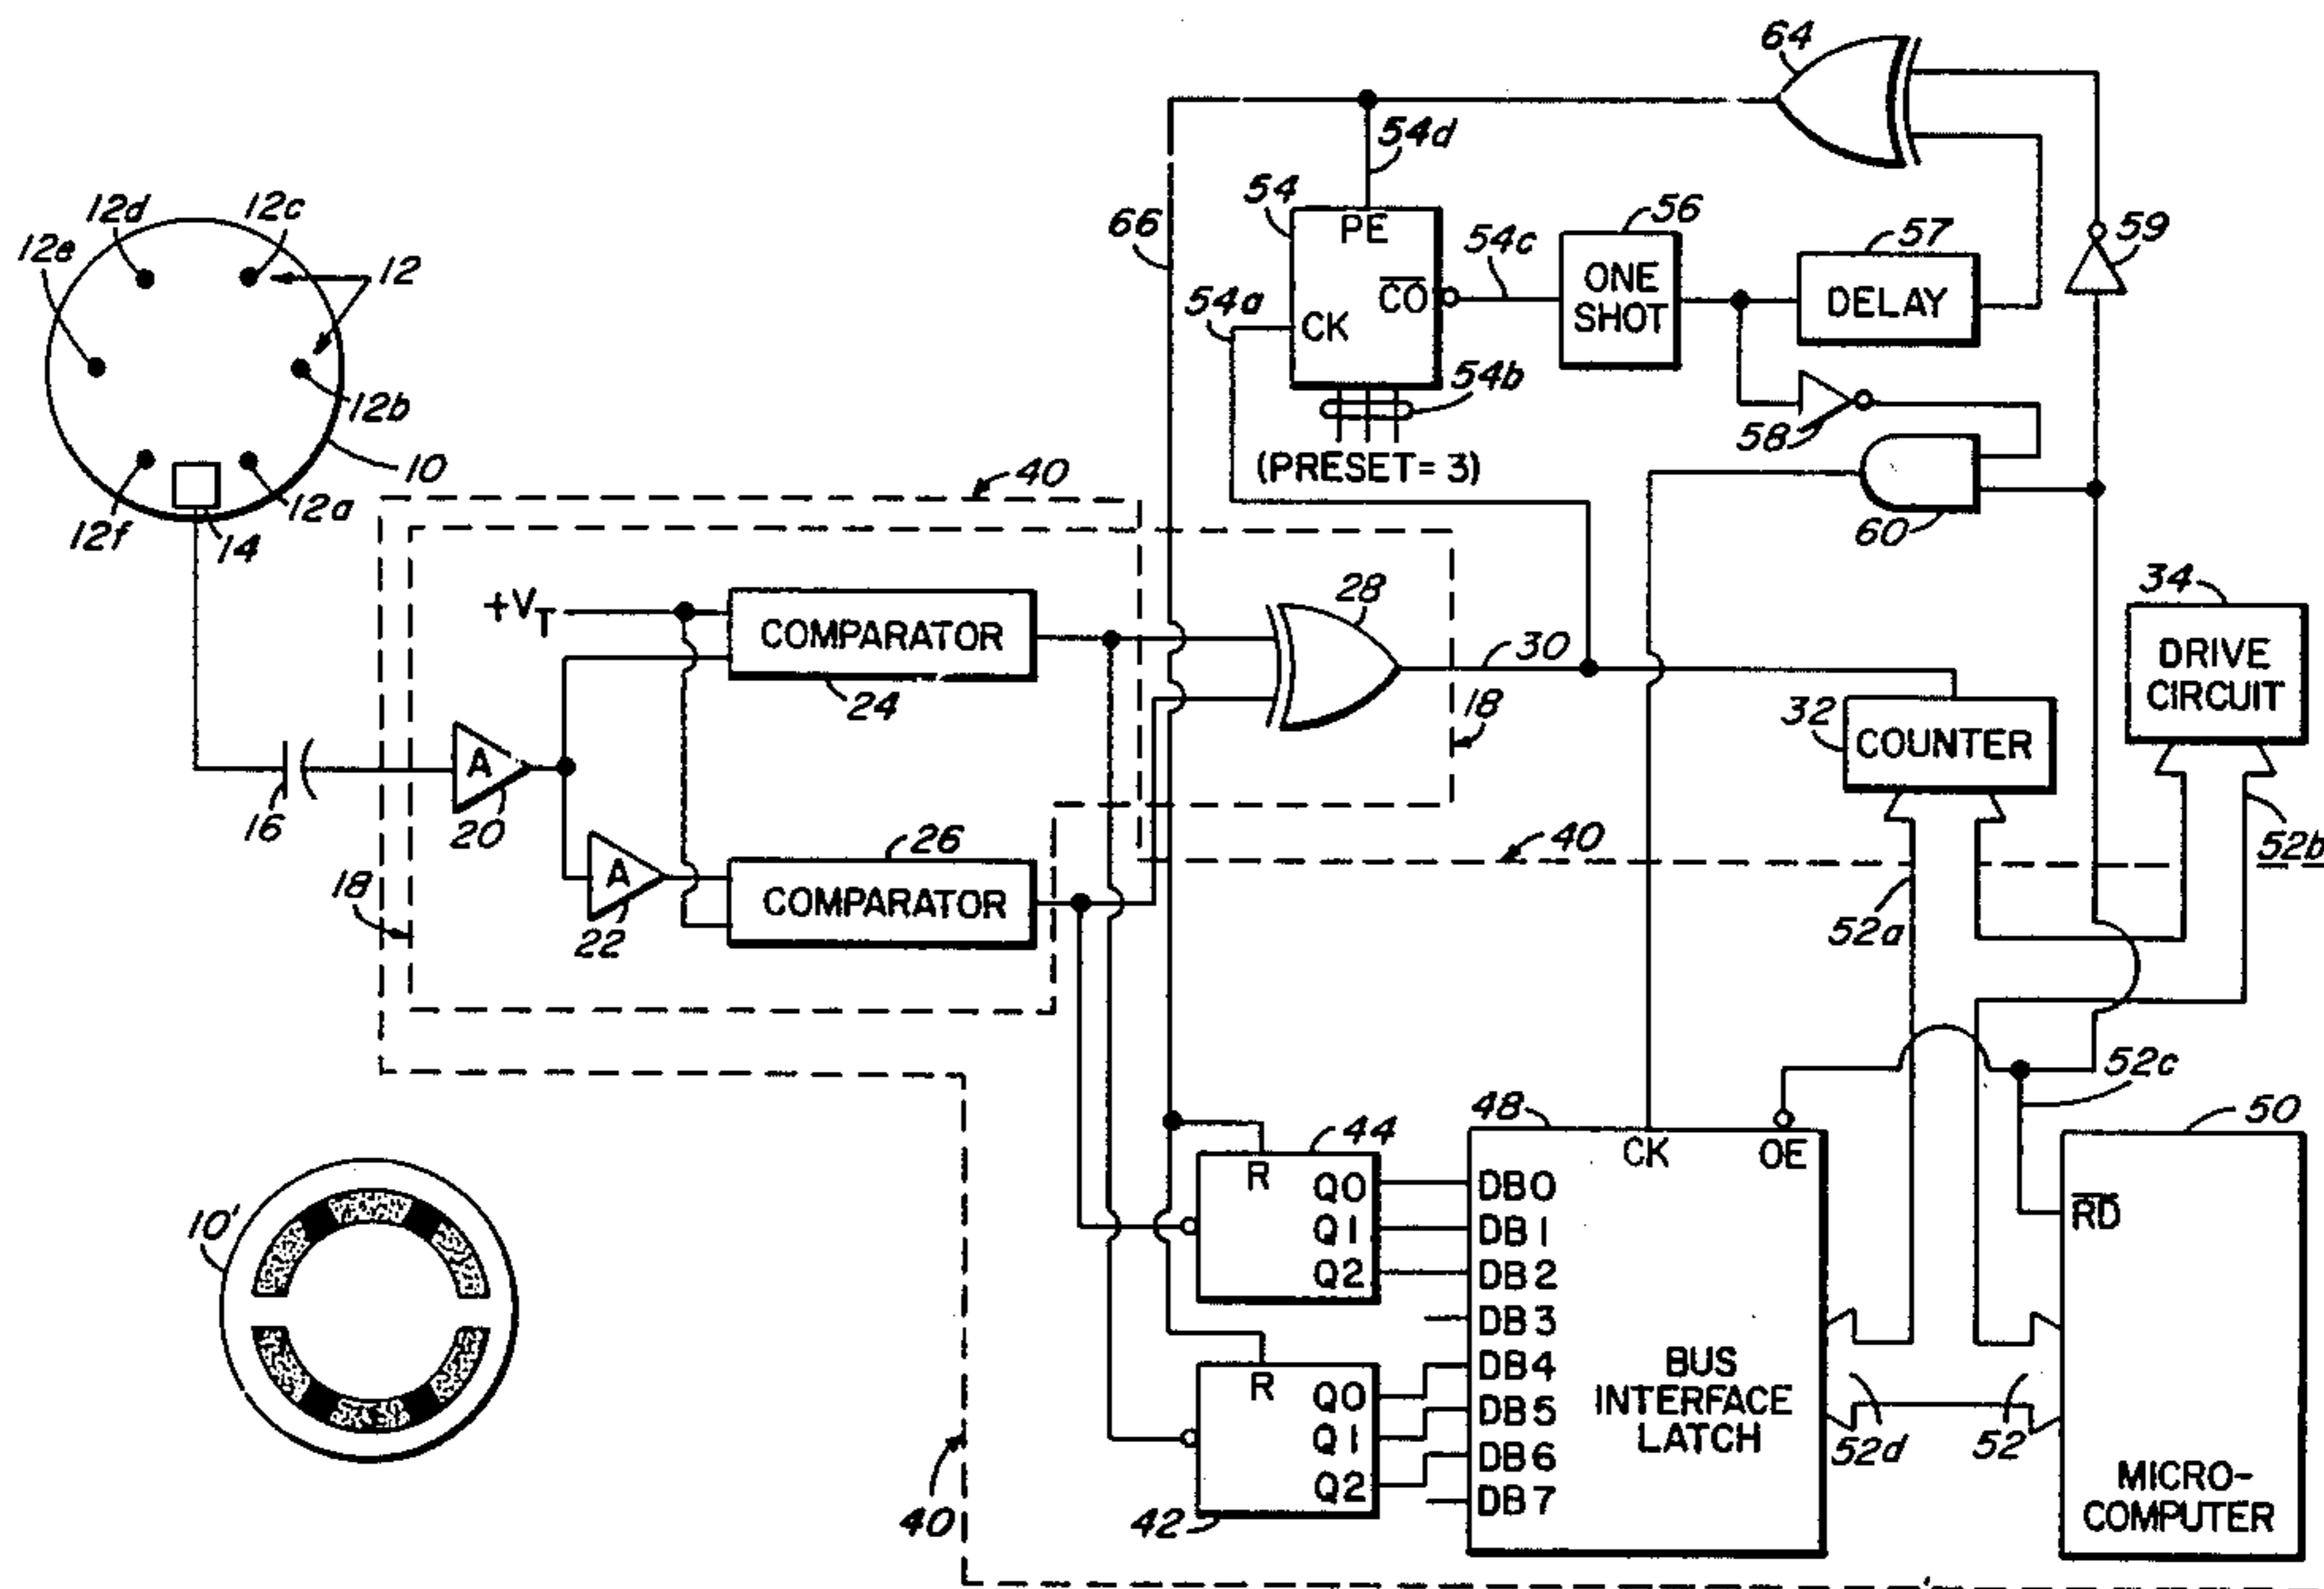 64
54d
54
56
57
66
PE
54c
ONE
SHOT
DELAY
59
CO
54a
CK
54b
58
(PRESET= 3)
60
12d
12c
12e
12
12b
10
12a
12f
14
40
34
+VT
COMPARATOR
24
28
30
DRIVE
CIRCUIT
18
32
COUNTER
A
20
16
26
40
52b
18
A
22
COMPARATOR
52a
52c
48
50
44
CK
OE
R
Q0
Q1
Q2
DB0
DB1
DB2
DB3
DB4
DB5
DB6
DB7
RD
10'
R
Q0
Q1
Q2
BUS
INTERFACE
LATCH
52d
52
MICRO-
COMPUTER
40
42